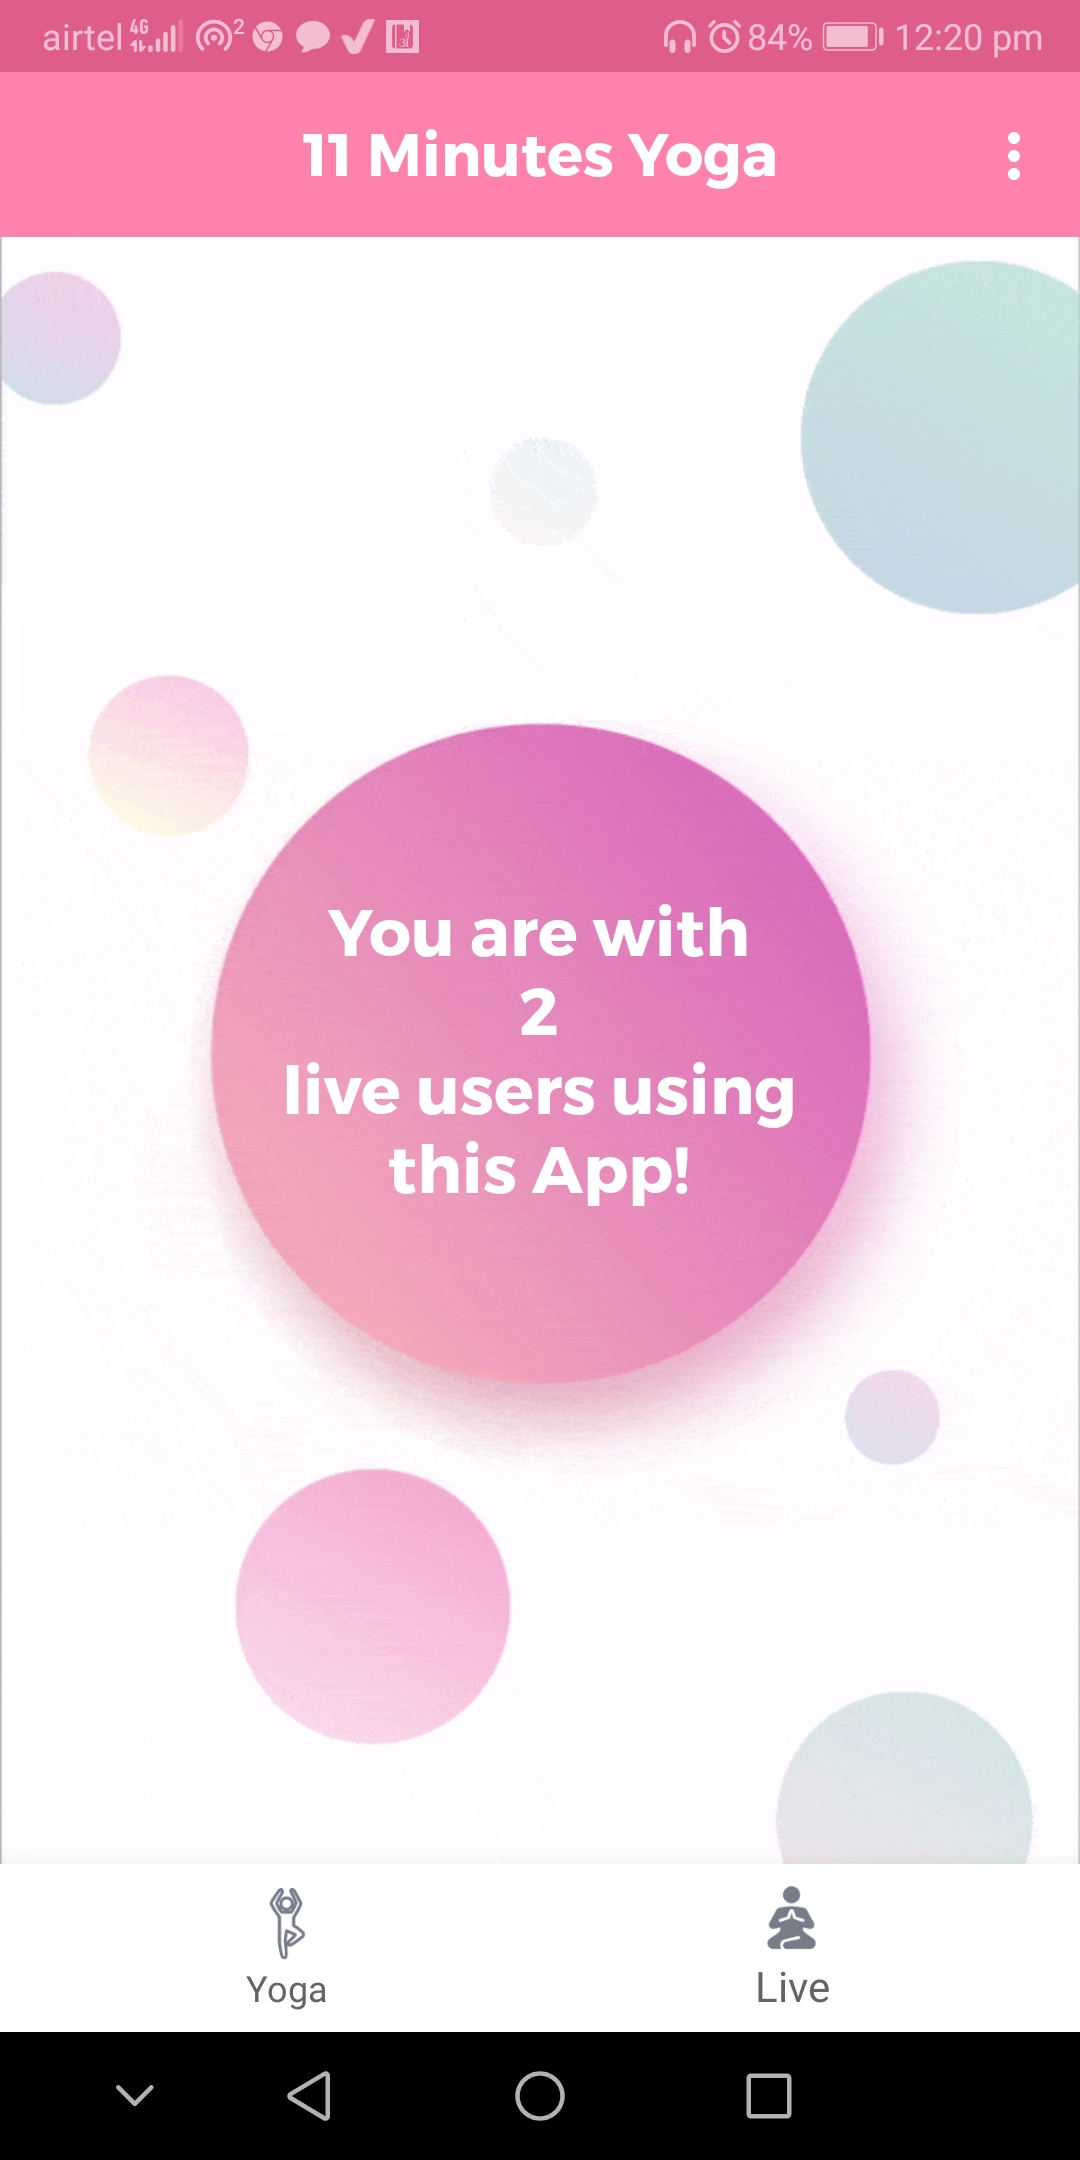 airtel 4G 2 84% 12:20 pm
11 Minutes Yoga
You are with
2
live users using
this App!
Yoga Live